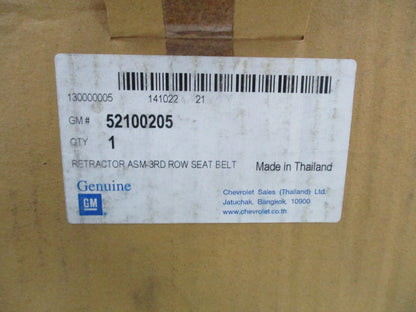 130000005 141022 21
GM # 52100205
QTY 1
RETRACTOR ASM-3RD ROW SEAT BELT Made in Thailand
Genuine
GM
Chevrolet Sales (Thailand) Ltd.
Jatuchak, Bangkok, 10900
www.chevrolet.co.th